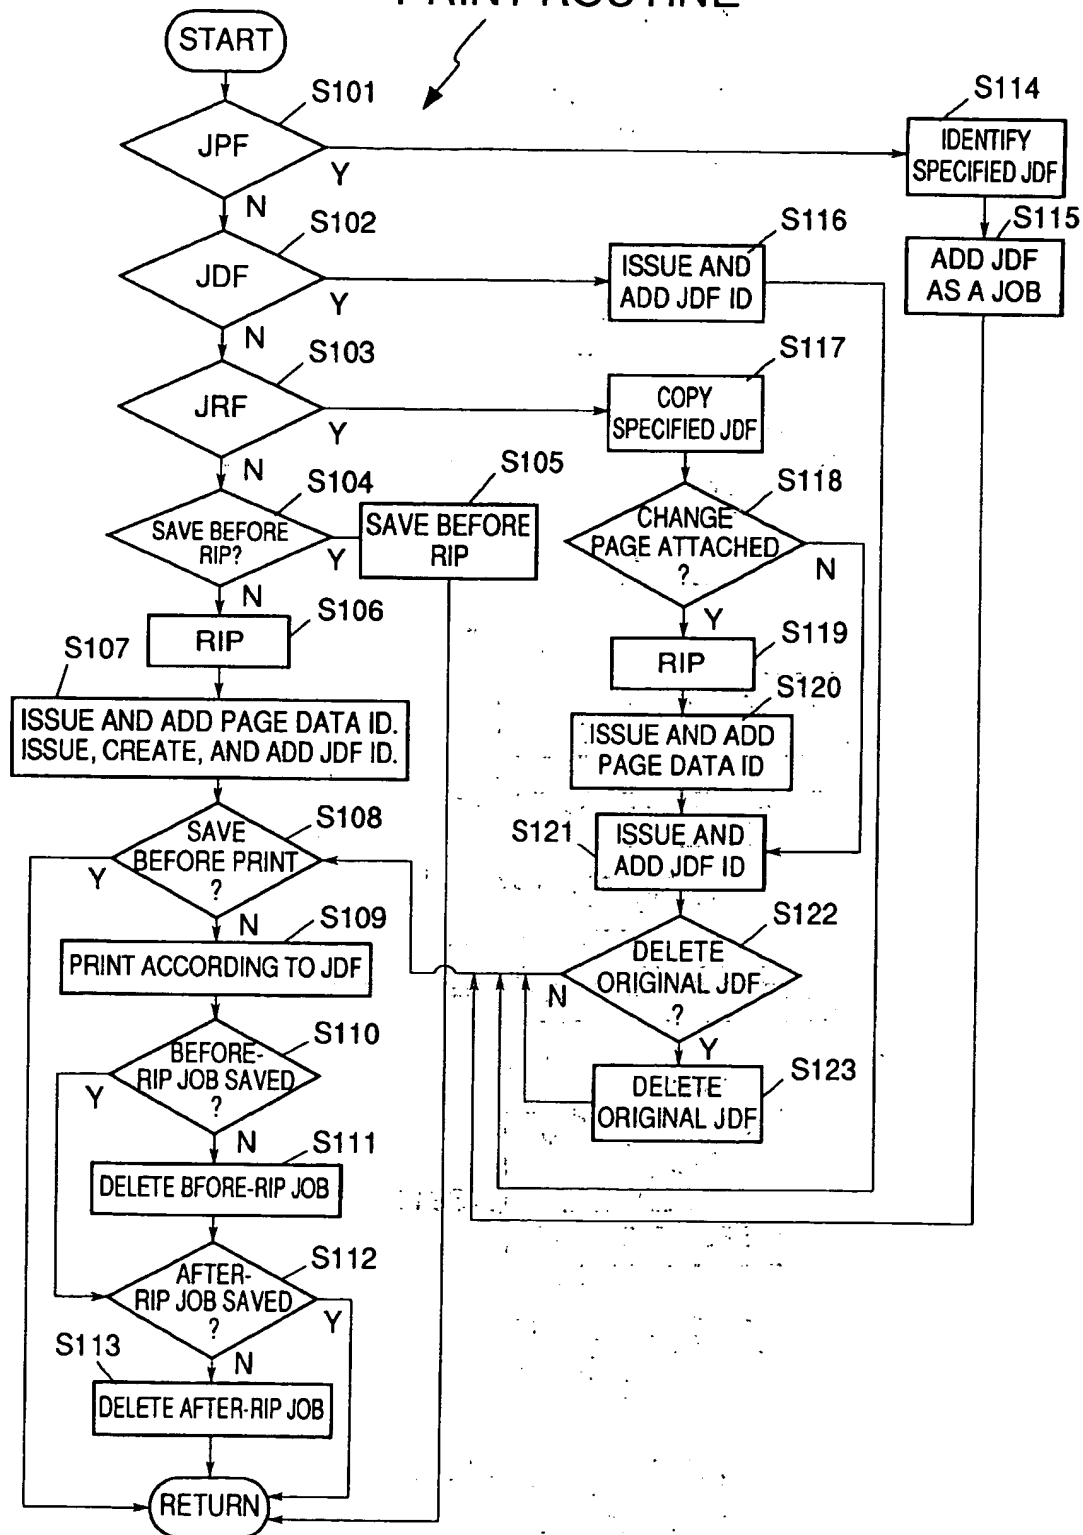 PRINT ROUTINE
START
S101
JPF
Y
N
S114
IDENTIFY
SPECIFIED JDF
S115
ADD JDF
AS A JOB
S102
JDF
Y
N
S116
ISSUE AND
ADD JDF ID
S103
JRF
Y
N
S117
COPY
SPECIFIED JDF
S104
SAVE BEFORE
RIP?
Y
N
S105
SAVE BEFORE
RIP
S118
CHANGE
PAGE ATTACHED
?
N
Y
S106
RIP
S119
RIP
S107
ISSUE AND ADD PAGE DATA ID.
ISSUE, CREATE, AND ADD JDF ID.
S120
ISSUE AND ADD
PAGE DATA ID
S108
SAVE
BEFORE PRINT
?
Y
N
S121
ISSUE AND
ADD JDF ID
S109
PRINT ACCORDING TO JDF
S122
DELETE
ORIGINAL JDF
?
N
Y
S110
BEFORE-
RIP JOB SAVED
?
Y
N
S123
DELETE
ORIGINAL JDF
S111
DELETE BFORE-RIP JOB
S112
AFTER-
RIP JOB SAVED
?
Y
N
S113
DELETE AFTER-RIP JOB
RETURN